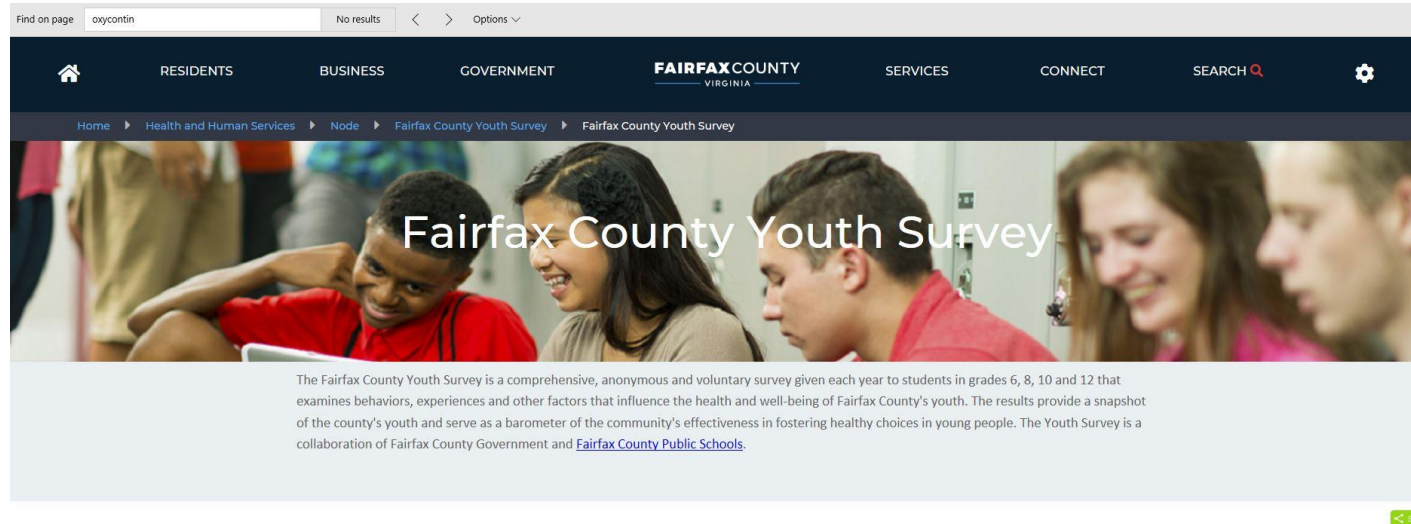 Find on page oxycontin No results Options
RESIDENTS BUSINESS GOVERNMENT FAIRFAX COUNTY SERVICES CONNECT SEARCH
VIRGINIA
Home Health and Human Services Node Fairfax County Youth Survey Fairfax County Youth Survey
Fairfax County Youth Survey
The Fairfax County Youth Survey is a comprehensive, anonymous and voluntary survey given each year to students in grades 6, 8, 10 and 12 that
examines behaviors, experiences and other factors that influence the health and well-being of Fairfax County's youth. The results provide a snapshot
of the county's youth and serve as a barometer of the community's effectiveness in fostering healthy choices in young people. The Youth Survey is a
collaboration of Fairfax County Government and Fairfax County Public Schools.